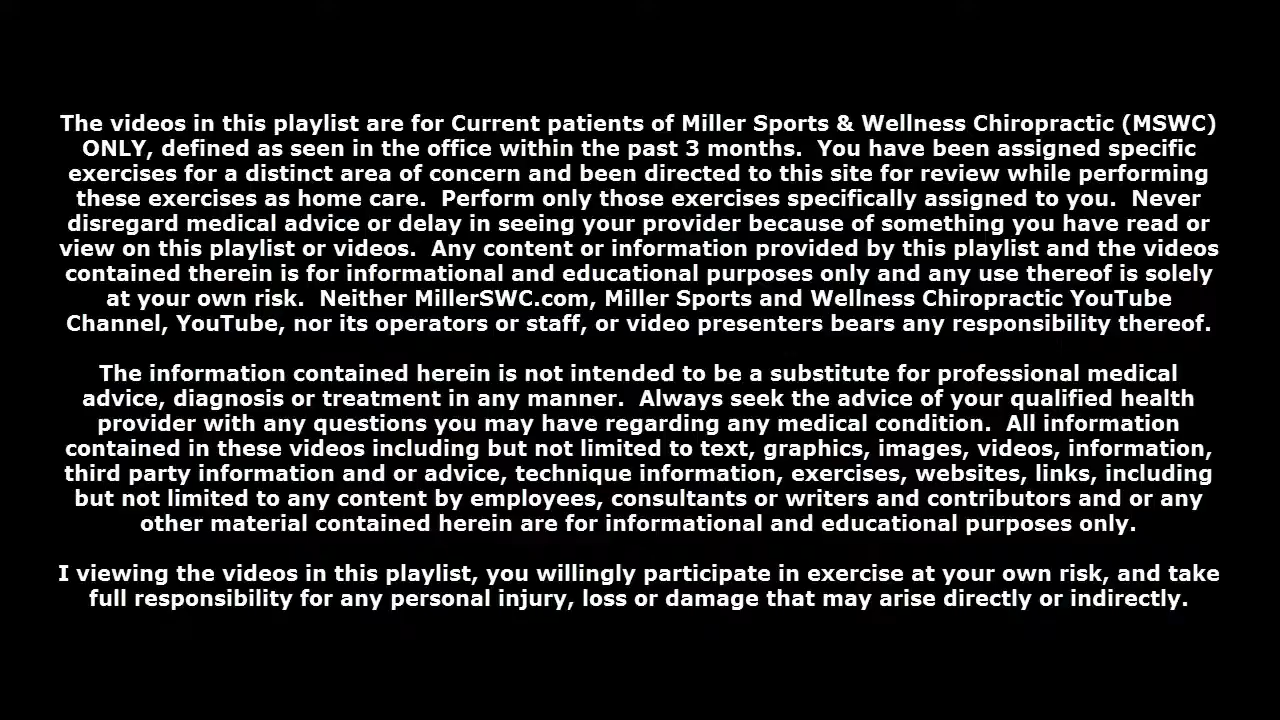 The videos in this playlist are for Current patients of Miller Sports & Wellness Chiropractic (MSWC)
ONLY, defined as seen in the office within the past 3 months.  You have been assigned specific
exercises for a distinct area of concern and been directed to this site for review while performing
these exercises as home care.  Perform only those exercises specifically assigned to you.  Never
disregard medical advice or delay in seeing your provider because of something you have read or
view on this playlist or videos.  Any content or information provided by this playlist and the videos
contained therein is for informational and educational purposes only and any use thereof is solely
at your own risk.  Neither MillerSWC.com, Miller Sports and Wellness Chiropractic YouTube
Channel, YouTube, nor its operators or staff, or video presenters bears any responsibility thereof.
The information contained herein is not intended to be a substitute for professional medical
advice, diagnosis or treatment in any manner.  Always seek the advice of your qualified health
provider with any questions you may have regarding any medical condition.  All information
contained in these videos including but not limited to text, graphics, images, videos, information,
third party information and or advice, technique information, exercises, websites, links, including
but not limited to any content by employees, consultants or writers and contributors and or any
other material contained herein are for informational and educational purposes only.
I viewing the videos in this playlist, you willingly participate in exercise at your own risk, and take
full responsibility for any personal injury, loss or damage that may arise directly or indirectly.